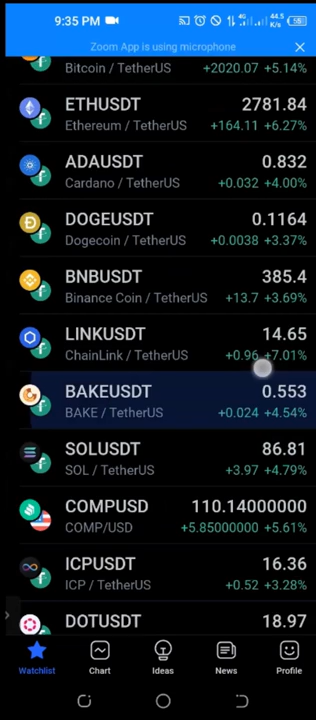 9:35 PM
4G
44.5
K/s
55
Zoom App is using microphone
Bitcoin / TetherUS +2020.07 +5.14%
ETHUSDT 2781.84
Ethereum / TetherUS +164.11 +6.27%
ADAUSDT 0.832
Cardano / TetherUS +0.032 +4.00%
DOGEUSDT 0.1164
Dogecoin / TetherUS +0.0038 +3.37%
BNBUSDT 385.4
Binance Coin / TetherUS +13.7 +3.69%
LINKUSDT 14.65
ChainLink / TetherUS +0.96 +7.01%
BAKEUSDT 0.553
BAKE / TetherUS +0.024 +4.54%
SOLUSDT 86.81
SOL / TetherUS +3.97 +4.79%
COMPUSD 110.14000000
COMP/USD +5.85000000 +5.61%
ICPUSDT 16.36
ICP / TetherUS +0.52 +3.28%
DOTUSDT 18.97
Watchlist Chart Ideas News Profile